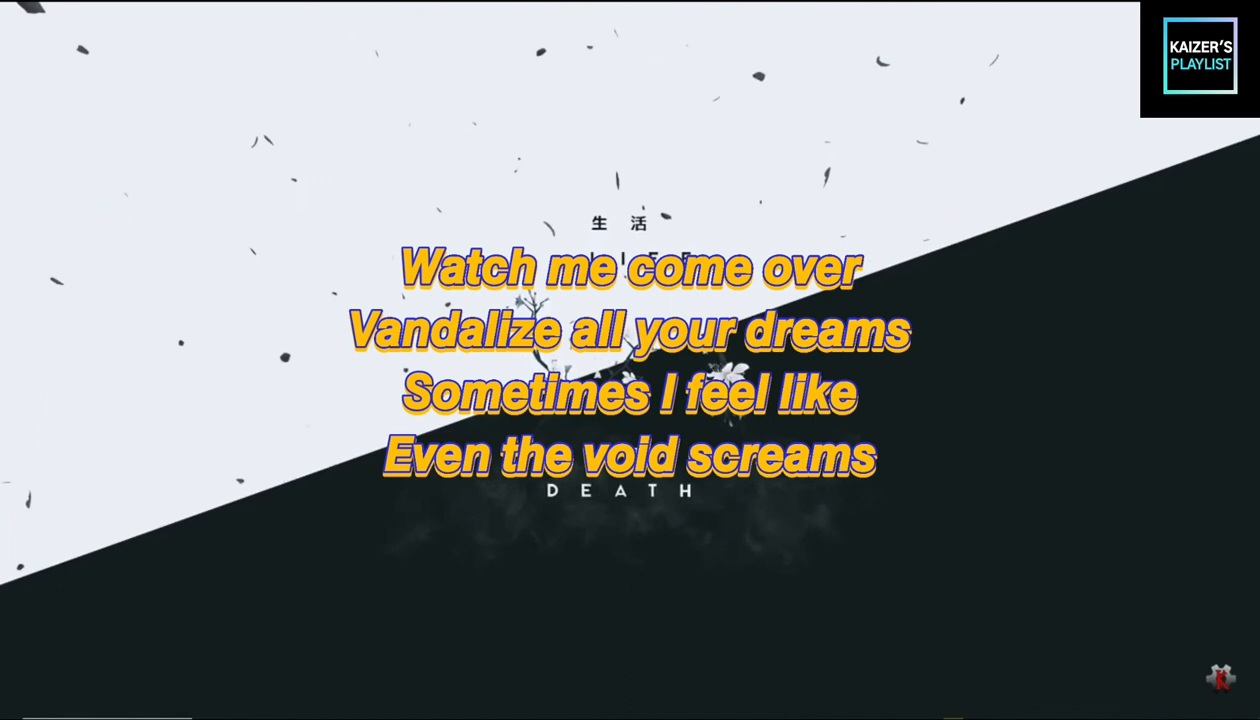 KAIZER'S
PLAYLIST
生活
LIFE
Watch me come over
Vandalize all your dreams
Sometimes I feel like
Even the void screams
DEATH